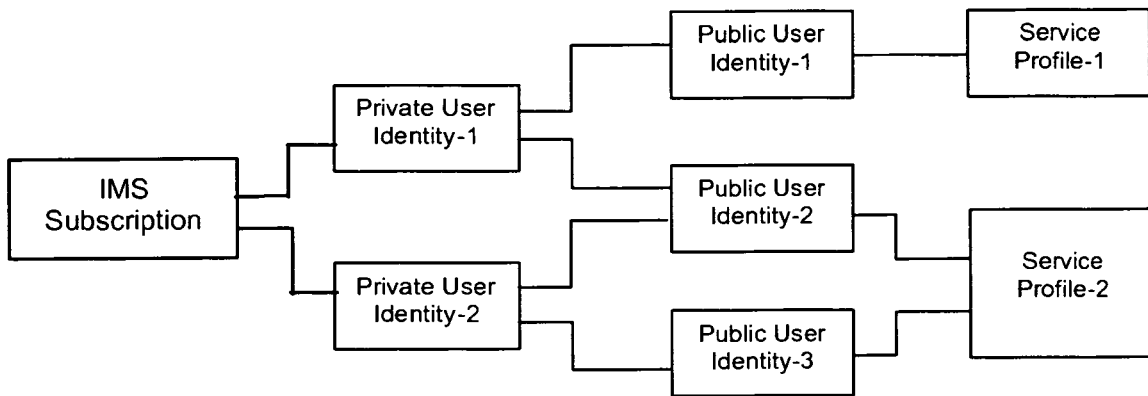 IMS
Subscription
Private User
Identity-1
Private User
Identity-2
Public User
Identity-1
Public User
Identity-2
Public User
Identity-3
Service
Profile-1
Service
Profile-2